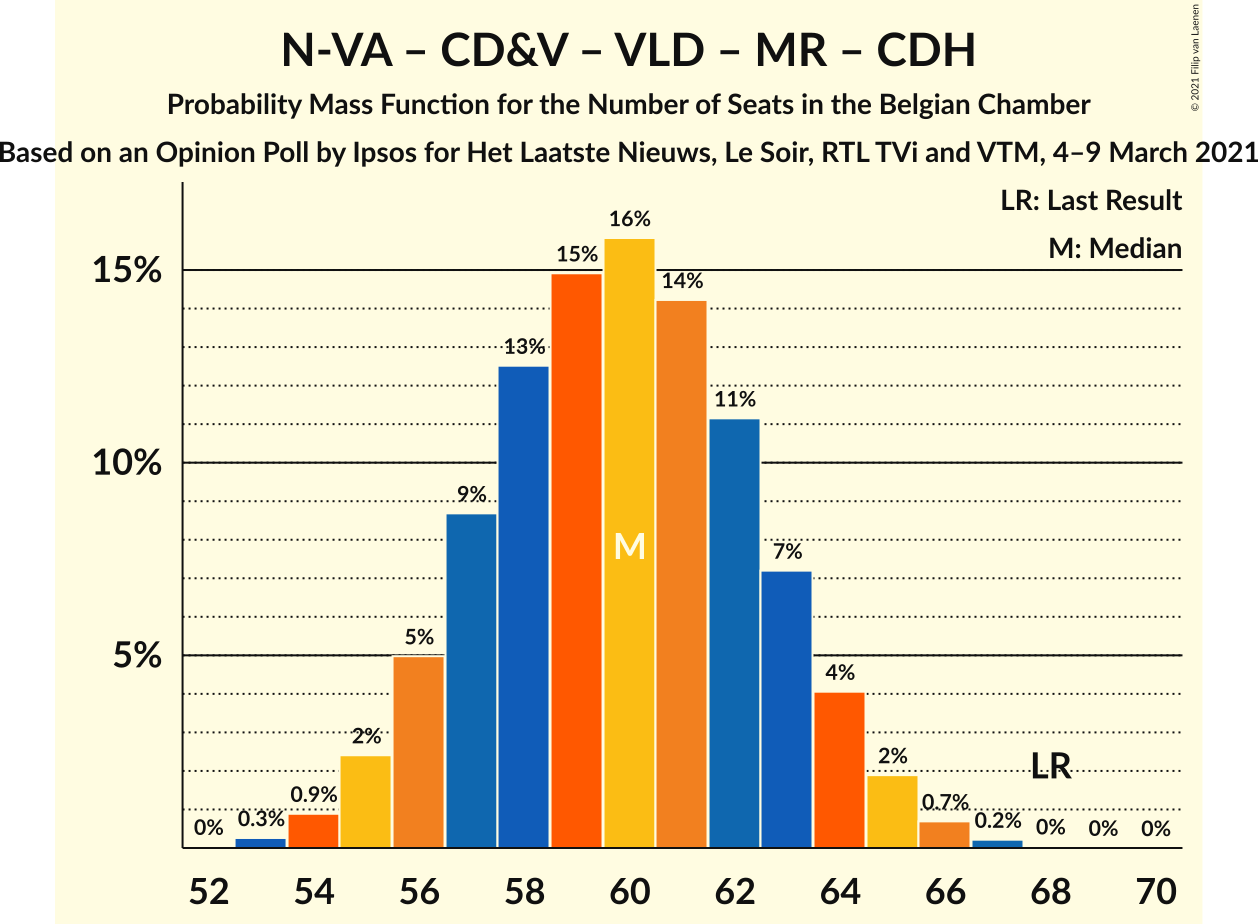 N-VA – CD&V – VLD – MR – CDH
Probability Mass Function for the Number of Seats in the Belgian Chamber
Based on an Opinion Poll by Ipsos for Het Laatste Nieuws, Le Soir, RTL TVi and VTM, 4–9 March 2021
© 2021 Filip van Laenen
LR: Last Result
M: Median
15%
10%
5%
0%
0.3%
0.9%
2%
5%
9%
13%
15%
16%
14%
11%
7%
4%
2%
0.7%
0.2%
0%
0%
0%
M
LR
52 54 56 58 60 62 64 66 68 70